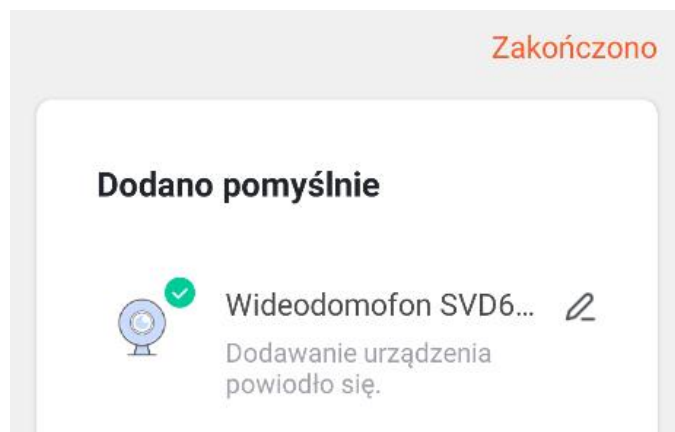 Zakończono
Dodano pomyślnie
Wideodomofon SVD6...
Dodawanie urządzenia
powiodło się.